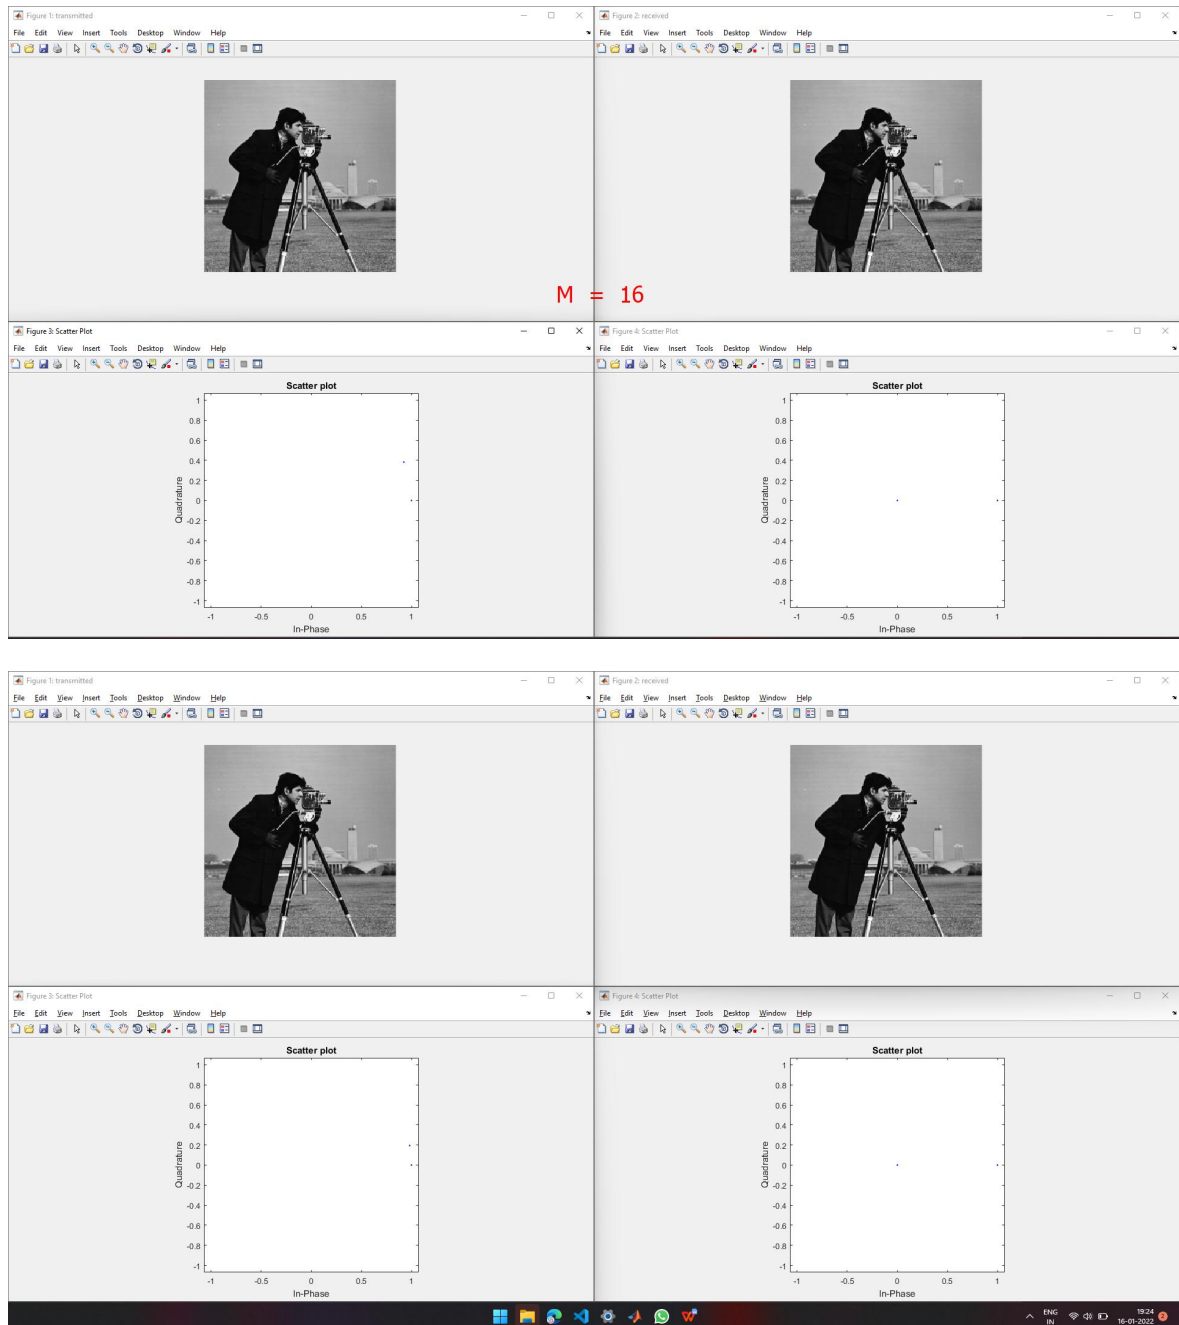 Figure 1: transmitted
File Edit View Insert Tools Desktop Window Help
Figure 2: received
File Edit View Insert Tools Desktop Window Help
M = 16
Figure 3: Scatter Plot
File Edit View Insert Tools Desktop Window Help
Scatter plot
1
0.8
0.6
0.4
0.2
0
-0.2
-0.4
-0.6
-0.8
-1
Quadrature
-1 -0.5 0 0.5 1
In-Phase
Figure 4: Scatter Plot
File Edit View Insert Tools Desktop Window Help
Scatter plot
1
0.8
0.6
0.4
0.2
0
-0.2
-0.4
-0.6
-0.8
-1
Quadrature
-1 -0.5 0 0.5 1
In-Phase
Figure 1: transmitted
File Edit View Insert Tools Desktop Window Help
Figure 2: received
File Edit View Insert Tools Desktop Window Help
Figure 3: Scatter Plot
File Edit View Insert Tools Desktop Window Help
Scatter plot
1
0.8
0.6
0.4
0.2
0
-0.2
-0.4
-0.6
-0.8
-1
Quadrature
-1 -0.5 0 0.5 1
In-Phase
Figure 4: Scatter Plot
File Edit View Insert Tools Desktop Window Help
Scatter plot
1
0.8
0.6
0.4
0.2
0
-0.2
-0.4
-0.6
-0.8
-1
Quadrature
-1 -0.5 0 0.5 1
In-Phase
W
ENG
IN
19:24
16-01-2022
2